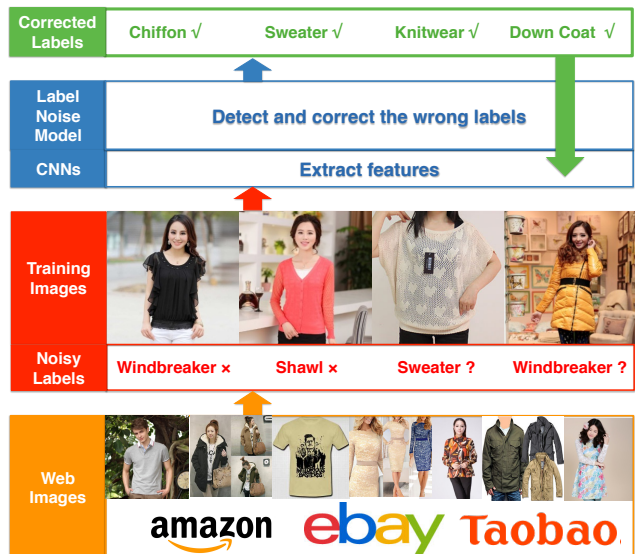 Corrected Labels
Chiffon √ Sweater √ Knitwear √ Down Coat √
Label Noise Model
Detect and correct the wrong labels
CNNs
Extract features
Training Images
Noisy Labels
Windbreaker × Shawl × Sweater ? Windbreaker ?
Web Images
amazon ebay Taobao